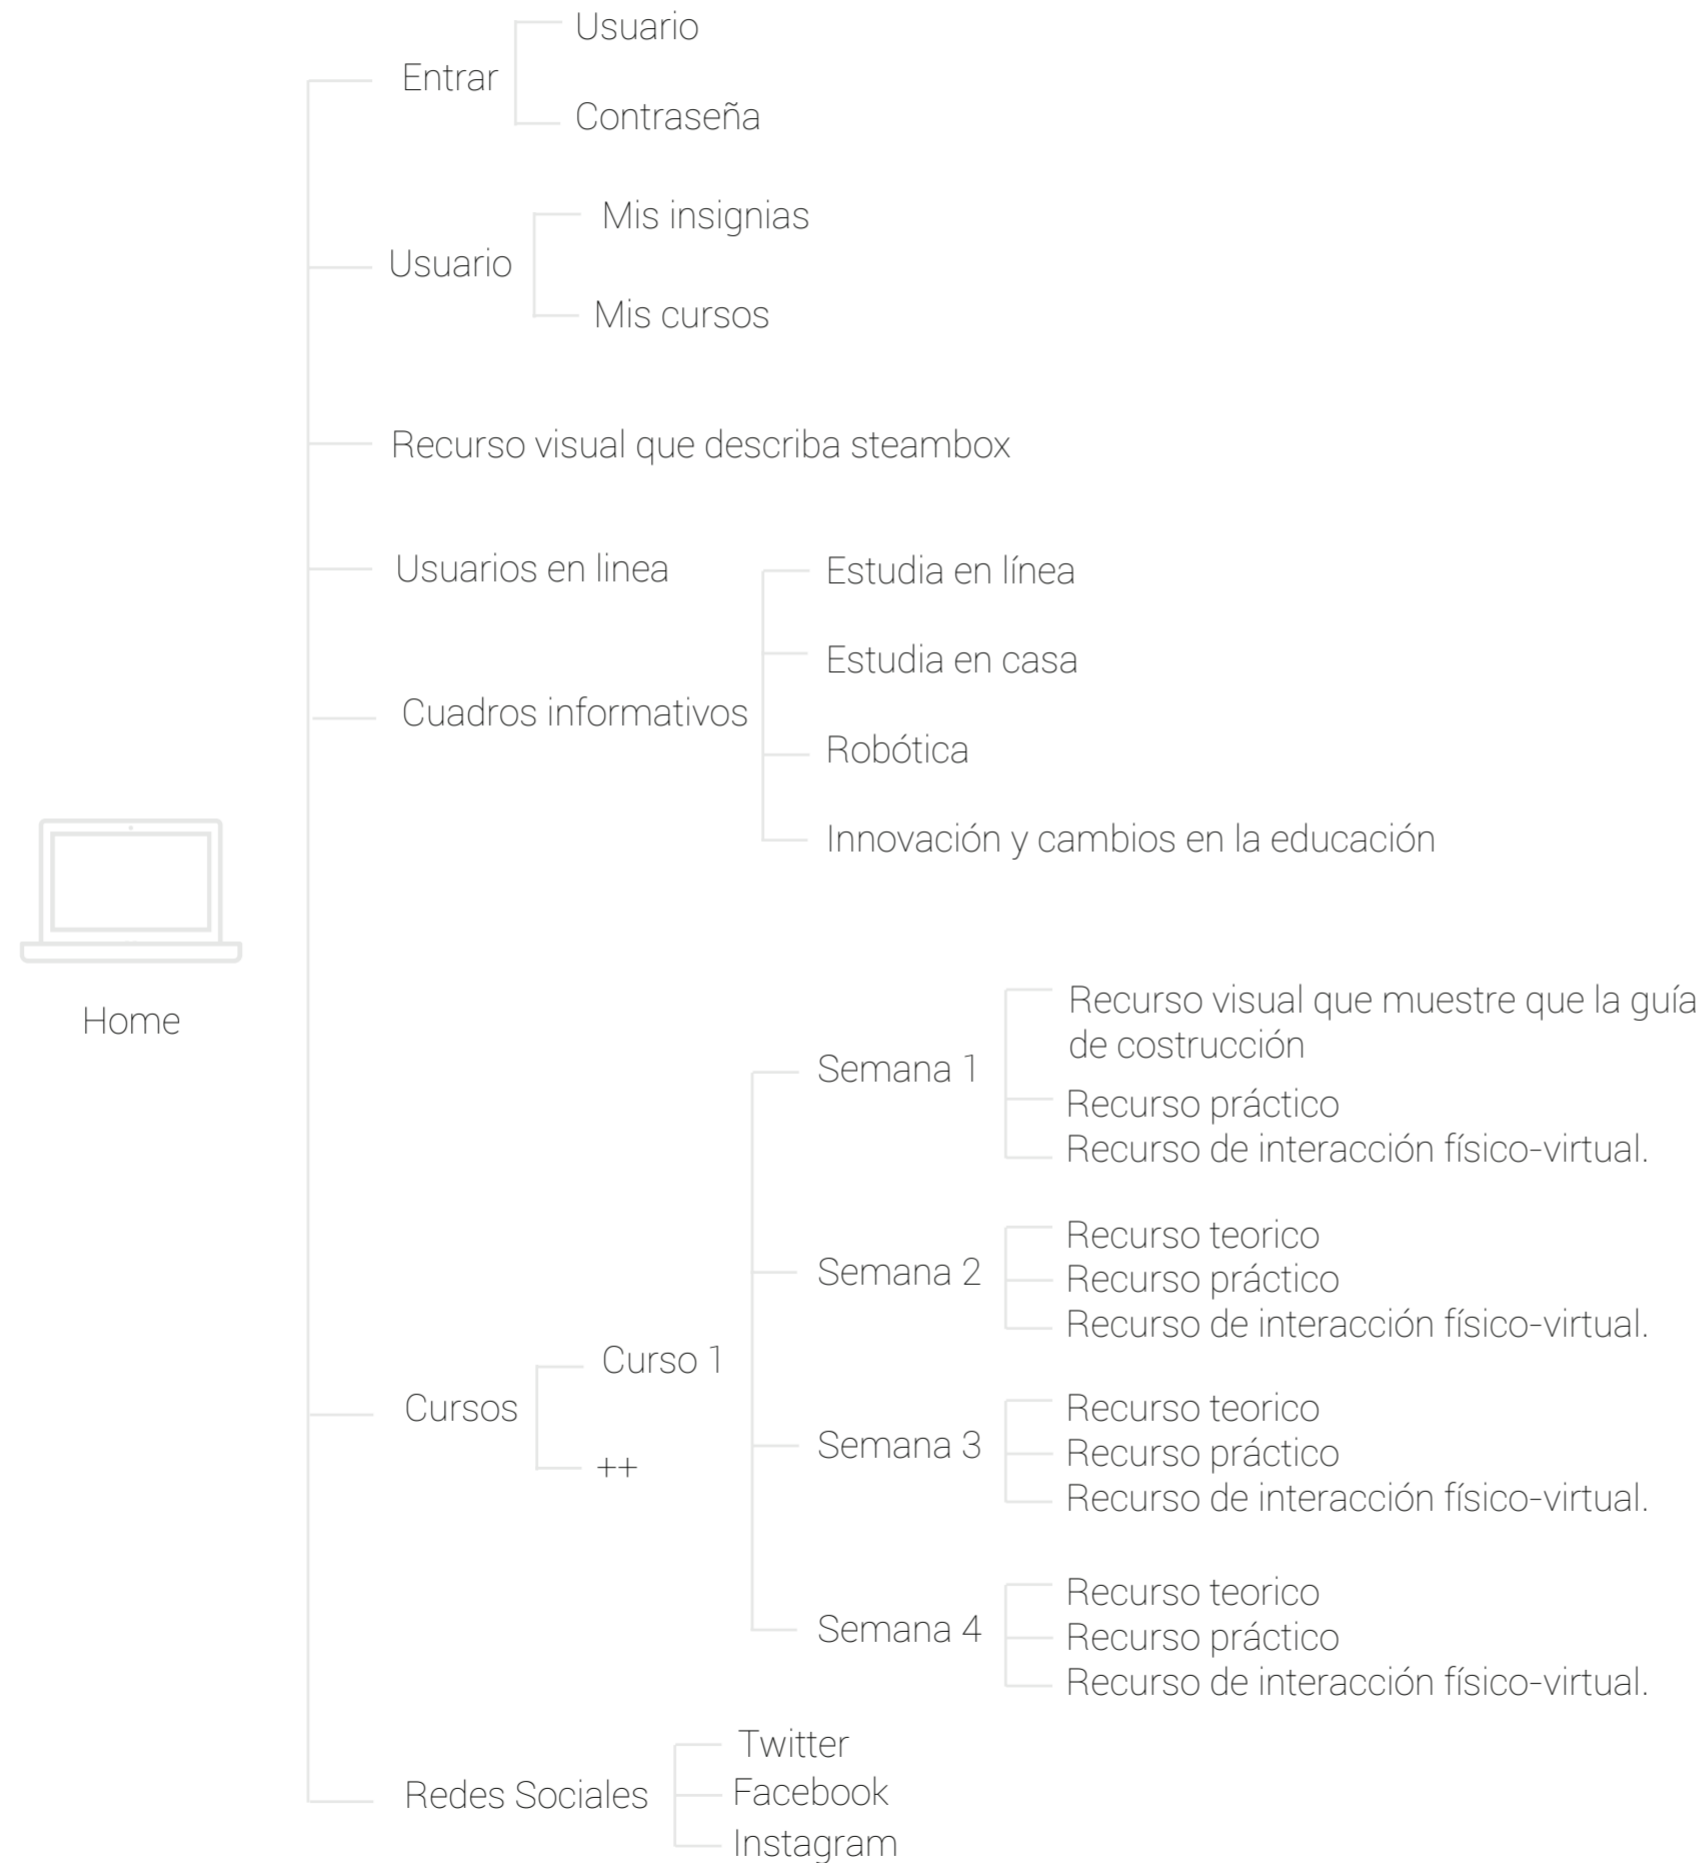 Usuario
Entrar
Contraseña
Mis insignias
Usuario
Mis cursos
Recurso visual que describa steambox
Usuarios en linea
Estudia en línea
Estudia en casa
Cuadros informativos
Robótica
Innovación y cambios en la educación
Home
Recurso visual que muestre que la guía
de costrucción
Semana 1
Recurso práctico
Recurso de interacción físico-virtual.
Recurso teorico
Semana 2
Recurso práctico
Recurso de interacción físico-virtual.
Curso 1
Cursos
++
Recurso teorico
Semana 3
Recurso práctico
Recurso de interacción físico-virtual.
Recurso teorico
Semana 4
Recurso práctico
Recurso de interacción físico-virtual.
Twitter
Redes Sociales
Facebook
Instagram